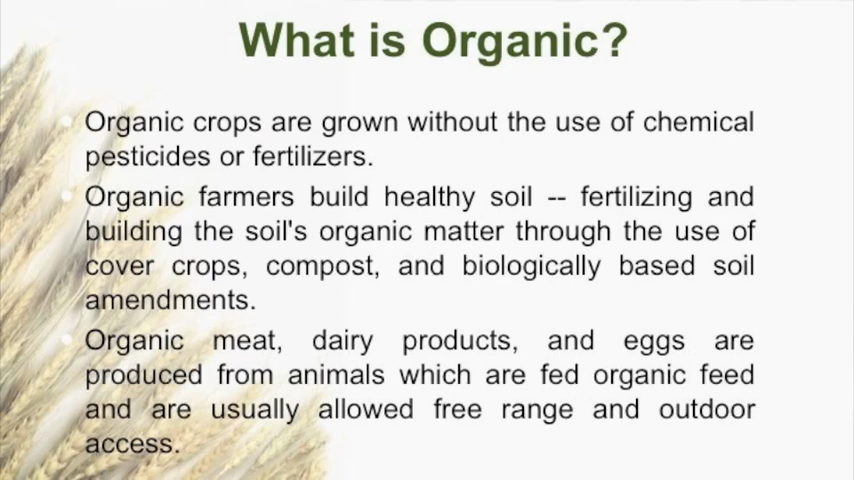 What is Organic?
Organic crops are grown without the use of chemical
pesticides or fertilizers.
Organic farmers build healthy soil -- fertilizing and
building the soil's organic matter through the use of
cover crops, compost, and biologically based soil
amendments.
Organic meat, dairy products, and eggs are
produced from animals which are fed organic feed
and are usually allowed free range and outdoor
access.